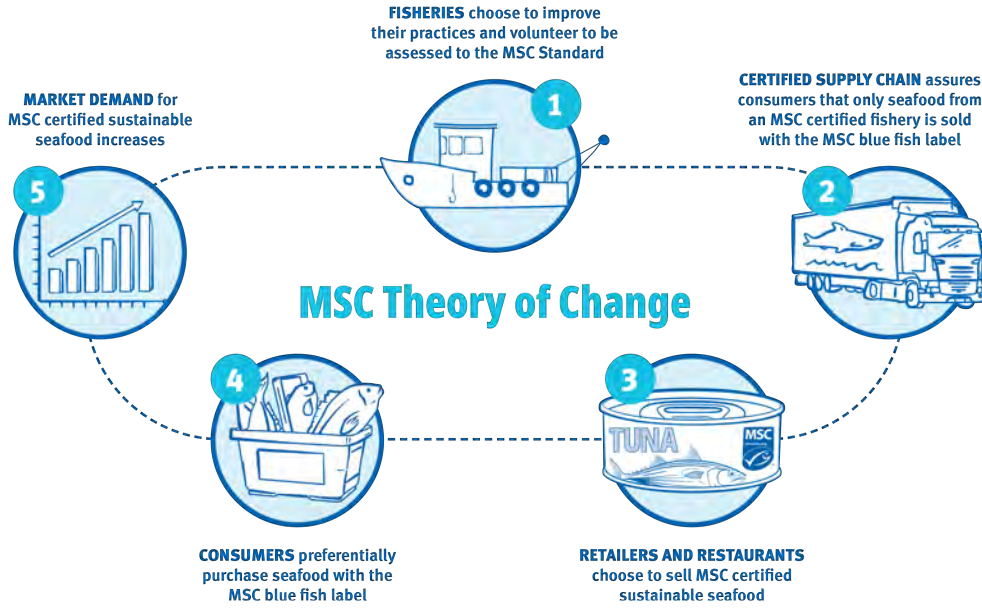 FISHERIES choose to improve
their practices and volunteer to be
assessed to the MSC Standard
1
CERTIFIED SUPPLY CHAIN assures
consumers that only seafood from
an MSC certified fishery is sold
with the MSC blue fish label
2
MARKET DEMAND for
MSC certified sustainable
seafood increases
5
MSC Theory of Change
4
3
TUNA
MSC
CONSUMERS preferentially
purchase seafood with the
MSC blue fish label
RETAILERS AND RESTAURANTS
choose to sell MSC certified
sustainable seafood